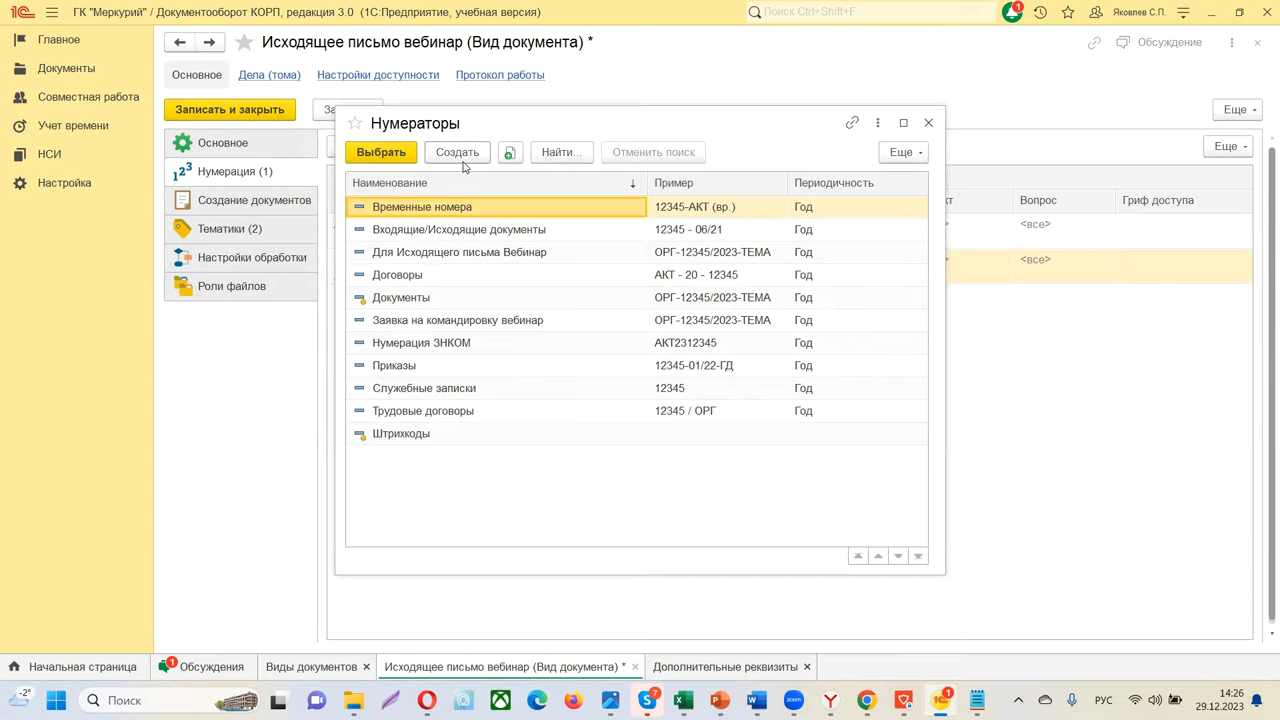 ГК "Меркурий" / Документооборот КОРП, редакция 3.0 (1С:Предприятие, учебная версия)
Поиск Ctrl+Shift+F
1
Яковлев С.П.
Главное
Документы
Совместная работа
Учет времени
НСИ
Настройка
Исходящее письмо вебинар (Вид документа) *
Обсуждение
Основное
Дела (тома)
Настройки доступности
Протокол работы
Записать и закрыть
За
Еще
Основное
Нумерация (1)
Создание документов
Тематики (2)
Настройки обработки
Роли файлов
Еще
кт
Вопрос
Гриф доступа
> <все>
> <все>
Нумераторы
Выбрать
Создать
Найти...
Отменить поиск
Еще
Наименование ↓ Пример Периодичность
Временные номера 12345-АКТ (вр.) Год
Входящие/Исходящие документы 12345 - 06/21 Год
Для Исходящего письма Вебинар ОРГ-12345/2023-ТЕМА Год
Договоры АКТ - 20 - 12345 Год
Документы ОРГ-12345/2023-ТЕМА Год
Заявка на командировку вебинар ОРГ-12345/2023-ТЕМА Год
Нумерация ЗНКОМ АКТ2312345 Год
Приказы 12345-01/22-ГД Год
Служебные записки 12345 Год
Трудовые договоры 12345 / ОРГ Год
Штрихкоды
Начальная страница
1 Обсуждения
Виды документов ×
Исходящее письмо вебинар (Вид документа) * ×
Дополнительные реквизиты ×
-2°
Поиск
7
1
РУС
14:26
29.12.2023